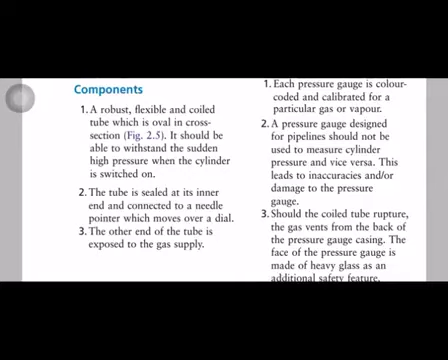 Components
1. A robust, flexible and coiled
tube which is oval in cross-
section (Fig. 2.5). It should be
able to withstand the sudden
high pressure when the cylinder
is switched on.
2. The tube is sealed at its inner
end and connected to a needle
pointer which moves over a dial.
3. The other end of the tube is
exposed to the gas supply.
1. Each pressure gauge is colour-
coded and calibrated for a
particular gas or vapour.
2. A pressure gauge designed
for pipelines should not
be used to measure cylinder
pressure and vice versa. This
leads to inaccuracies and/or
damage to the pressure
gauge.
3. Should the coiled tube rupture,
the gas vents from the back of
the pressure gauge casing. The
face of the pressure gauge is
made of heavy glass as an
additional safety feature.